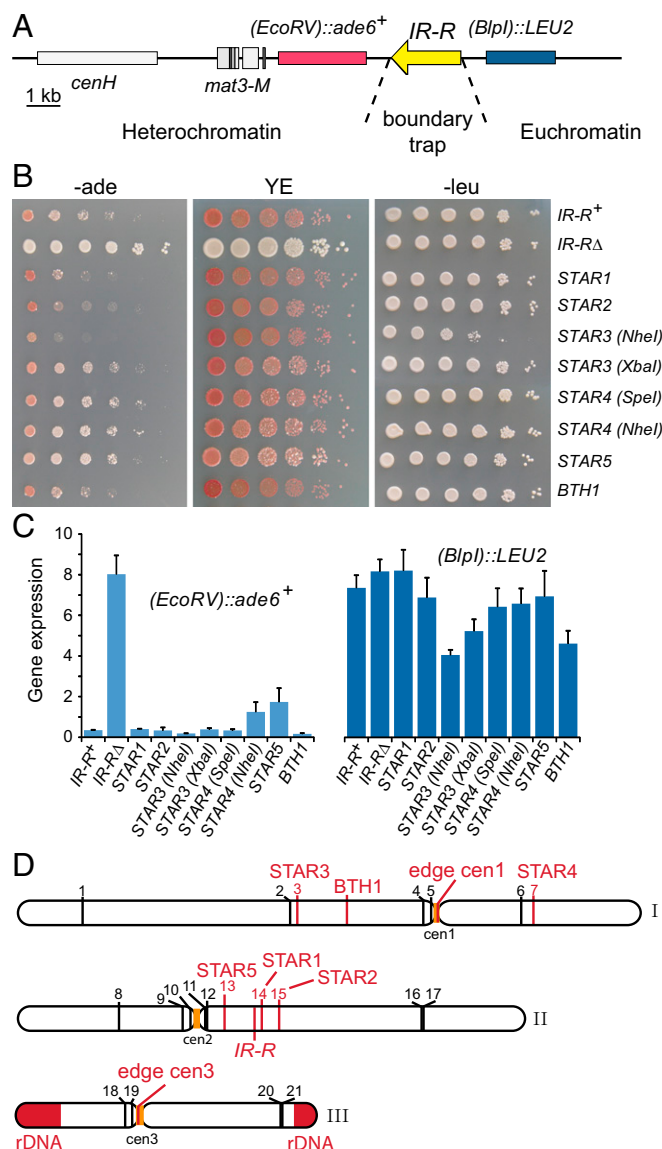 A
(EcoRV)::ade6+ IR-R (BlpI)::LEU2
cenH mat3-M
1 kb
Heterochromatin boundary trap Euchromatin
B
-ade YE -leu
IR-R+
IR-RΔ
STAR1
STAR2
STAR3 (NheI)
STAR3 (XbaI)
STAR4 (SpeI)
STAR4 (NheI)
STAR5
BTH1
C
Gene expression
10
8
6
4
2
0
(EcoRV)::ade6+
(BlpI)::LEU2
IR-R+ IR-RΔ STAR1 STAR2 STAR3 (NheI) STAR3 (XbaI) STAR4 (SpeI) STAR4 (NheI) STAR5 BTH1
IR-R+ IR-RΔ STAR1 STAR2 STAR3 (NheI) STAR3 (XbaI) STAR4 (SpeI) STAR4 (NheI) STAR5 BTH1
D
STAR3 BTH1 edge cen1 STAR4
1 2 3 4 5 6 7
cen1 I
STAR5 STAR1 STAR2
8 9 10 11 12 13 14 15 16 17
cen2 IR-R II
edge cen3
18 19 20 21
rDNA cen3 rDNA III